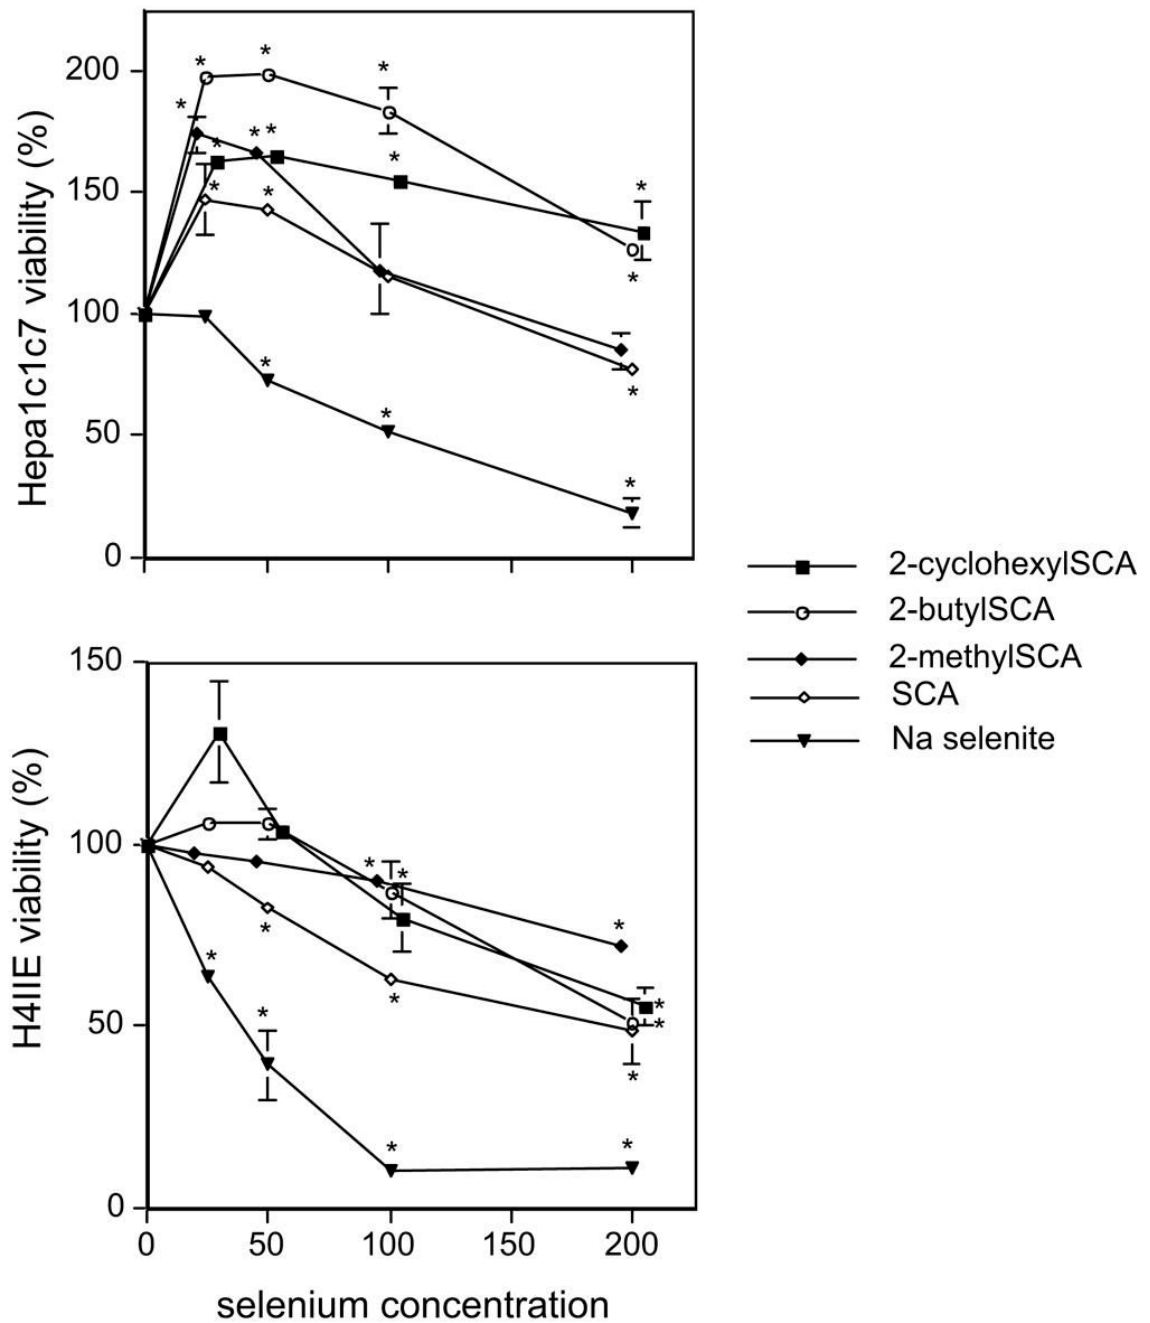 Hepa1c1c7 viability (%)
200
150
100
50
0
2-cyclohexylSCA
2-butylSCA
2-methylSCA
SCA
Na selenite
H4IIE viability (%)
150
100
50
0
0 50 100 150 200
selenium concentration